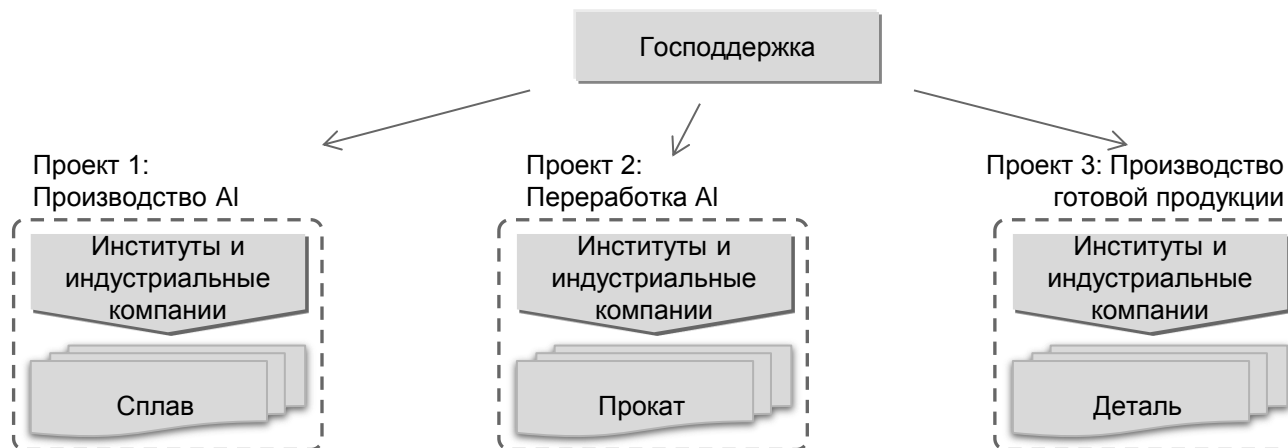 Господдержка
Проект 1:
Производство Al
Институты и
индустриальные
компании
Сплав
Проект 2:
Переработка Al
Институты и
индустриальные
компании
Прокат
Проект 3: Производство
готовой продукции
Институты и
индустриальные
компании
Деталь